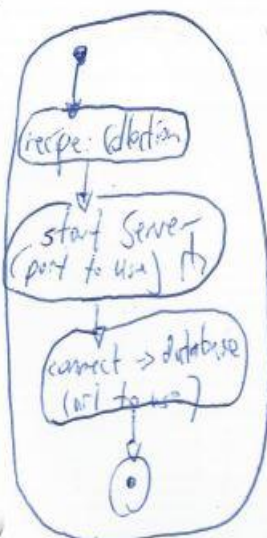 recipe: Collection
start Server
(port to use)
connect -> database
(url to use)